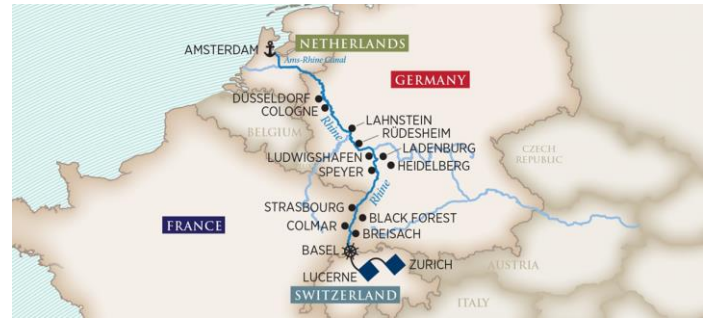 AMSTERDAM
NETHERLANDS
Ams-Rhine Canal
GERMANY
DÜSSELDORF
COLOGNE
BELGIUM
Rhine
LAHNSTEIN
RÜDESHEIM
LADENBURG
LUDWIGSHAFEN
HEIDELBERG
SPEYER
CZECH
REPUBLIC
Rhine
STRASBOURG
BLACK FOREST
FRANCE
COLMAR
BREISACH
BASEL
ZURICH
AUSTRIA
LUCERNE
SWITZERLAND
ITALY